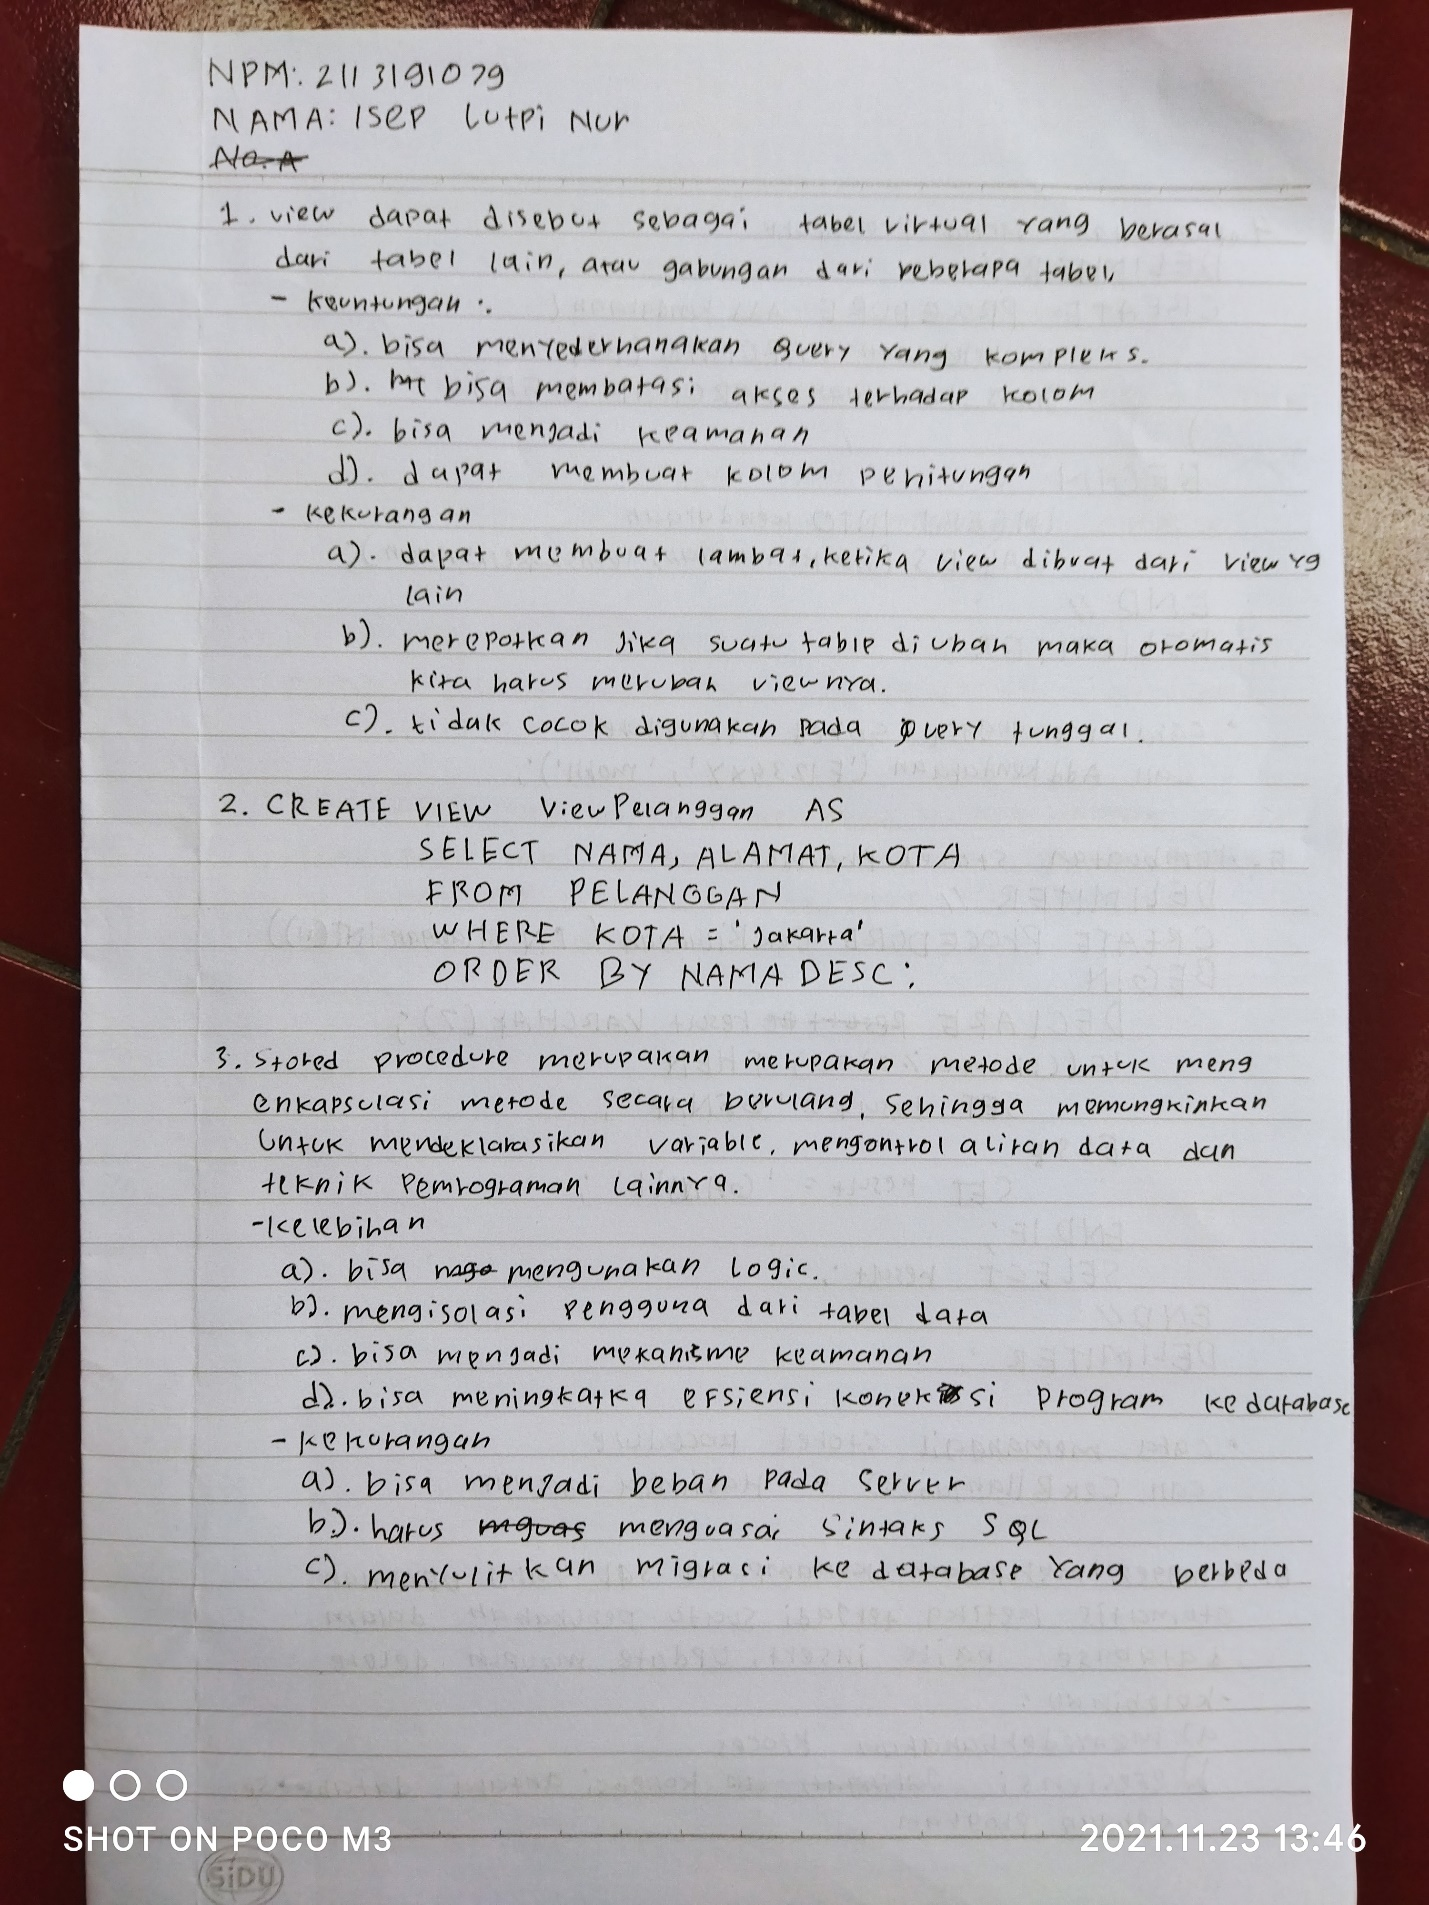 NPM: 2113191079
NAMA: Isep Lutpi Nur
No. A
1. view dapat disebut sebagai tabel virtual yang berasal
dari tabel lain, atau gabungan dari beberapa tabel,
- keuntungan :
a). bisa menyederhanakan query yang kompleks.
b). bisa membatasi akses terhadap kolom
c). bisa menjadi keamanan
d). dapat membuat kolom penitungan
- kekurangan
a). dapat membuat lambat, ketika view dibuat dari view yg
lain
b). merepotkan jika suatu table diubah maka otomatis
kita harus merubah viewnya.
c). tidak cocok digunakan pada query tunggal.
2. CREATE VIEW ViewPelanggan AS
SELECT NAMA, ALAMAT, KOTA
FROM PELANGGAN
WHERE KOTA = 'Jakarta'
ORDER BY NAMA DESC;
3. Stored procedure merupakan merupakan metode untuk meng
enkapsulasi metode secara berulang, sehingga memungkinkan
untuk mendeklarasikan variable, mengontrol aliran data dan
teknik pemrograman lainnya.
- kelebihan
a). bisa mengunakan logic.
b). mengisolasi pengguna dari tabel data
c). bisa menjadi mekanisme keamanan
d). bisa meningkatka efsiensi koneksi program ke database
- kekurangan
a). bisa menjadi beban pada server
b). harus menguasai sintaks SQL
c). menyulitkan migrasi ke database yang berbeda
SHOT ON POCO M3
2021.11.23 13:46
SiDU